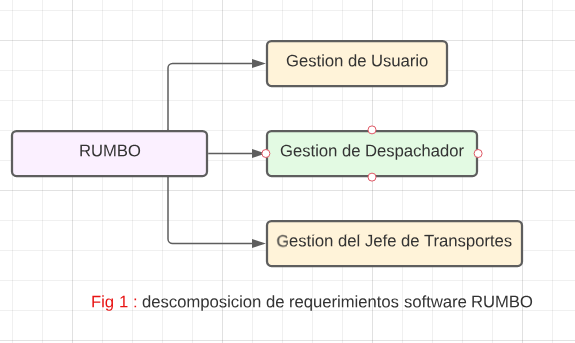 Gestion de Usuario
RUMBO
Gestion de Despachador
Gestion del Jefe de Transportes
Fig 1 : descomposicion de requerimientos software RUMBO